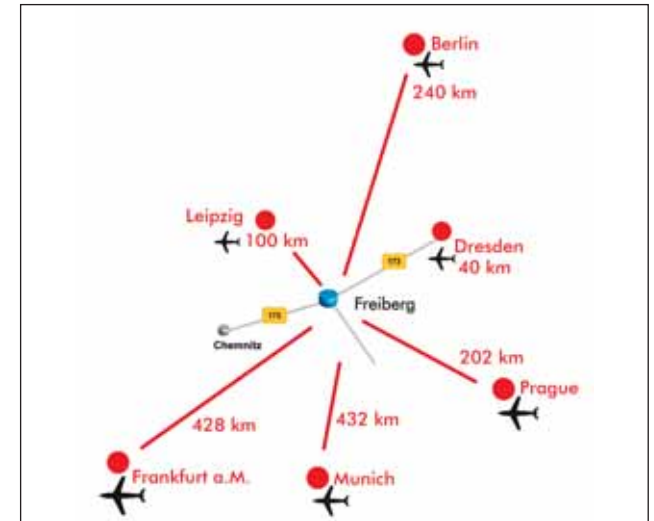 Berlin
240 km
Leipzig
100 km
Dresden
40 km
173
Freiberg
Chemnitz
202 km
Prague
428 km
432 km
Frankfurt a.M.
Munich